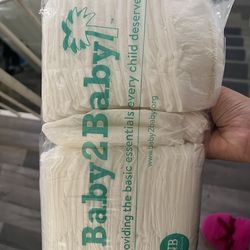 Baby2Baby
providing the basic essentials every child deserves
www.baby2baby.org